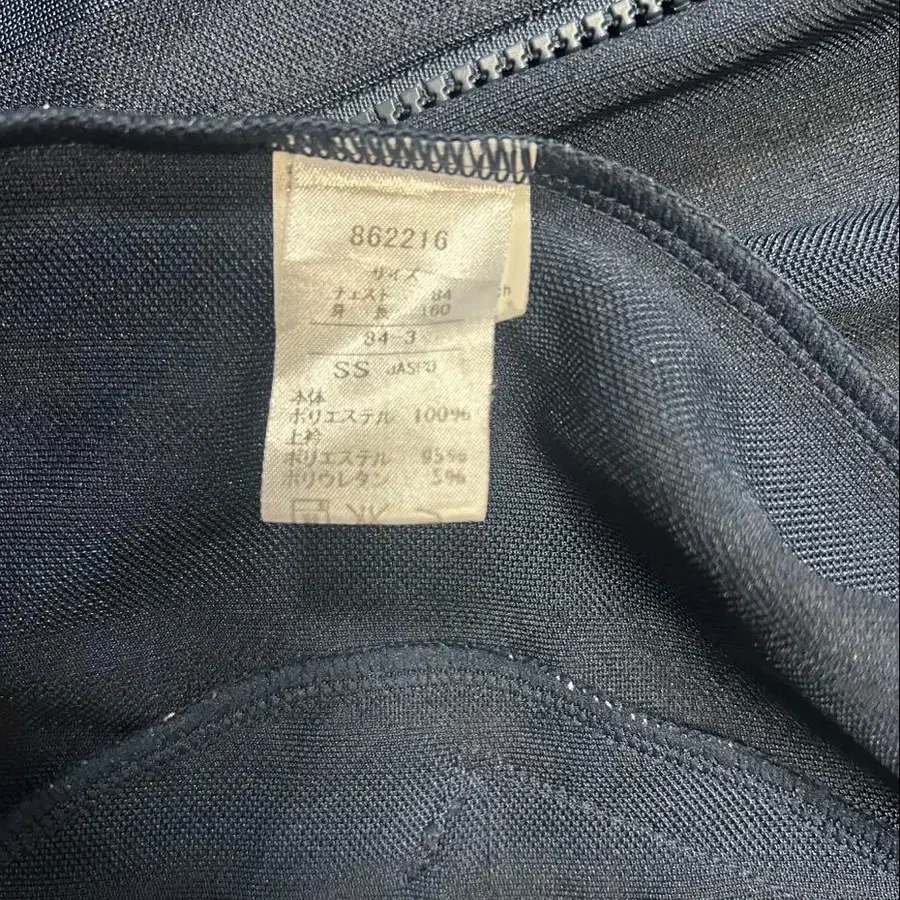 862216
サイズ
チェスト 84
身 長 160
84-3
SS JASPO
本体
ポリエステル 100%
上衿
ポリエステル 95%
ポリウレタン 5%
ch